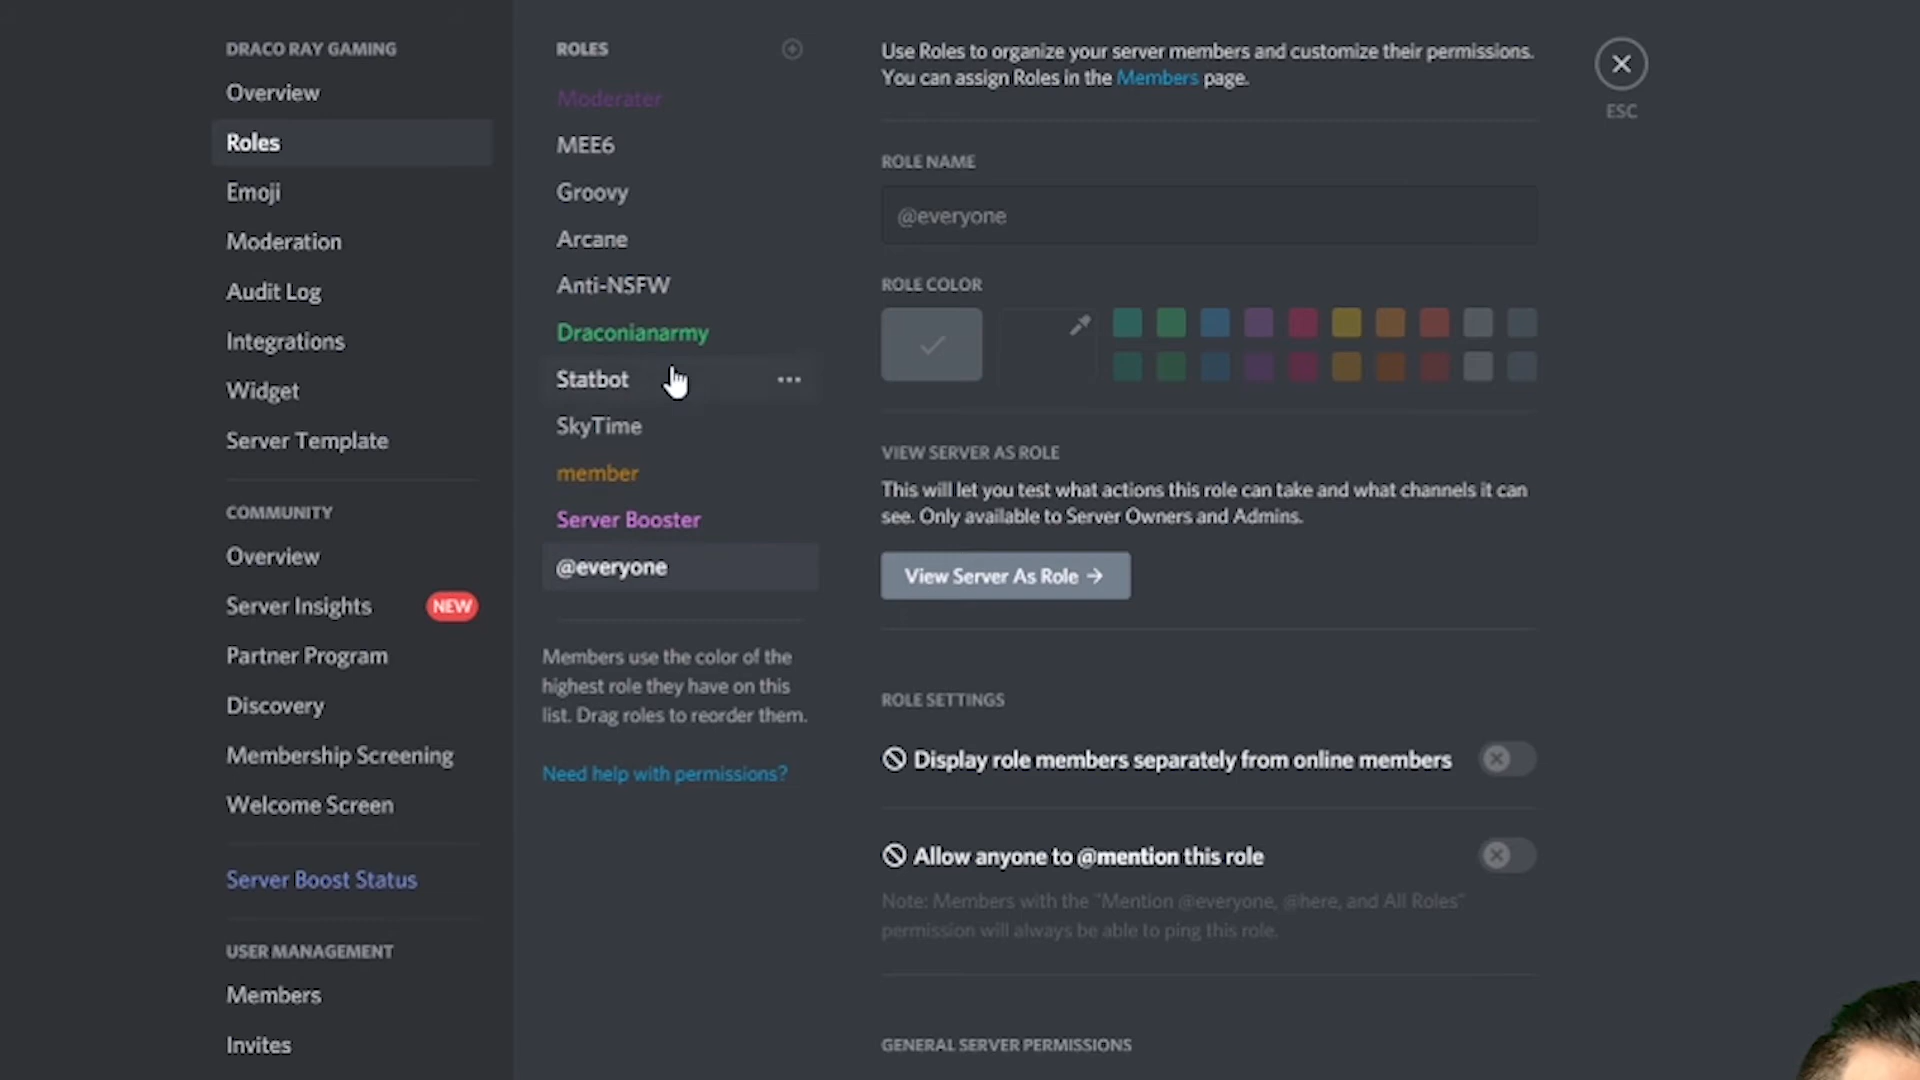 DRACO RAY GAMING
Overview
Roles
Emoji
Moderation
Audit Log
Integrations
Widget
Server Template
COMMUNITY
Overview
Server Insights NEW
Partner Program
Discovery
Membership Screening
Welcome Screen
Server Boost Status
USER MANAGEMENT
Members
Invites
ROLES
Moderater
MEE6
Groovy
Arcane
Anti-NSFW
Draconianarmy
Statbot
SkyTime
member
Server Booster
@everyone
Members use the color of the
highest role they have on this
list. Drag roles to reorder them.
Need help with permissions?
Use Roles to organize your server members and customize their permissions.
You can assign Roles in the Members page.
ESC
ROLE NAME
@everyone
ROLE COLOR
VIEW SERVER AS ROLE
This will let you test what actions this role can take and what channels it can
see. Only available to Server Owners and Admins.
View Server As Role →
ROLE SETTINGS
Display role members separately from online members
Allow anyone to @mention this role
Note: Members with the "Mention @everyone, @here, and All Roles"
permission will always be able to ping this role.
GENERAL SERVER PERMISSIONS